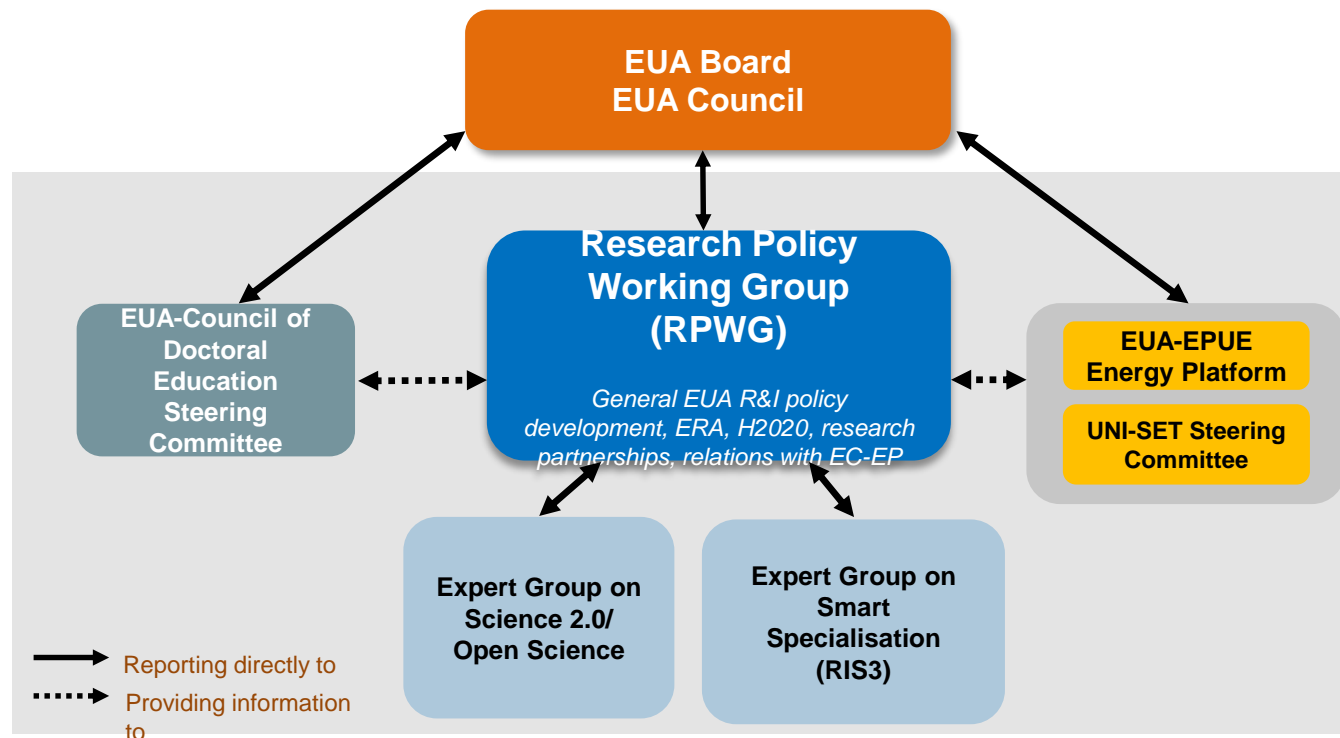 EUA Board
EUA Council
Research Policy
Working Group
(RPWG)
General EUA R&I policy
development, ERA, H2020, research
partnerships, relations with EC-EP
EUA-Council of
Doctoral
Education
Steering
Committee
EUA-EPUE
Energy Platform
UNI-SET Steering
Committee
Expert Group on
Science 2.0/
Open Science
Expert Group on
Smart
Specialisation
(RIS3)
Reporting directly to
Providing information
to